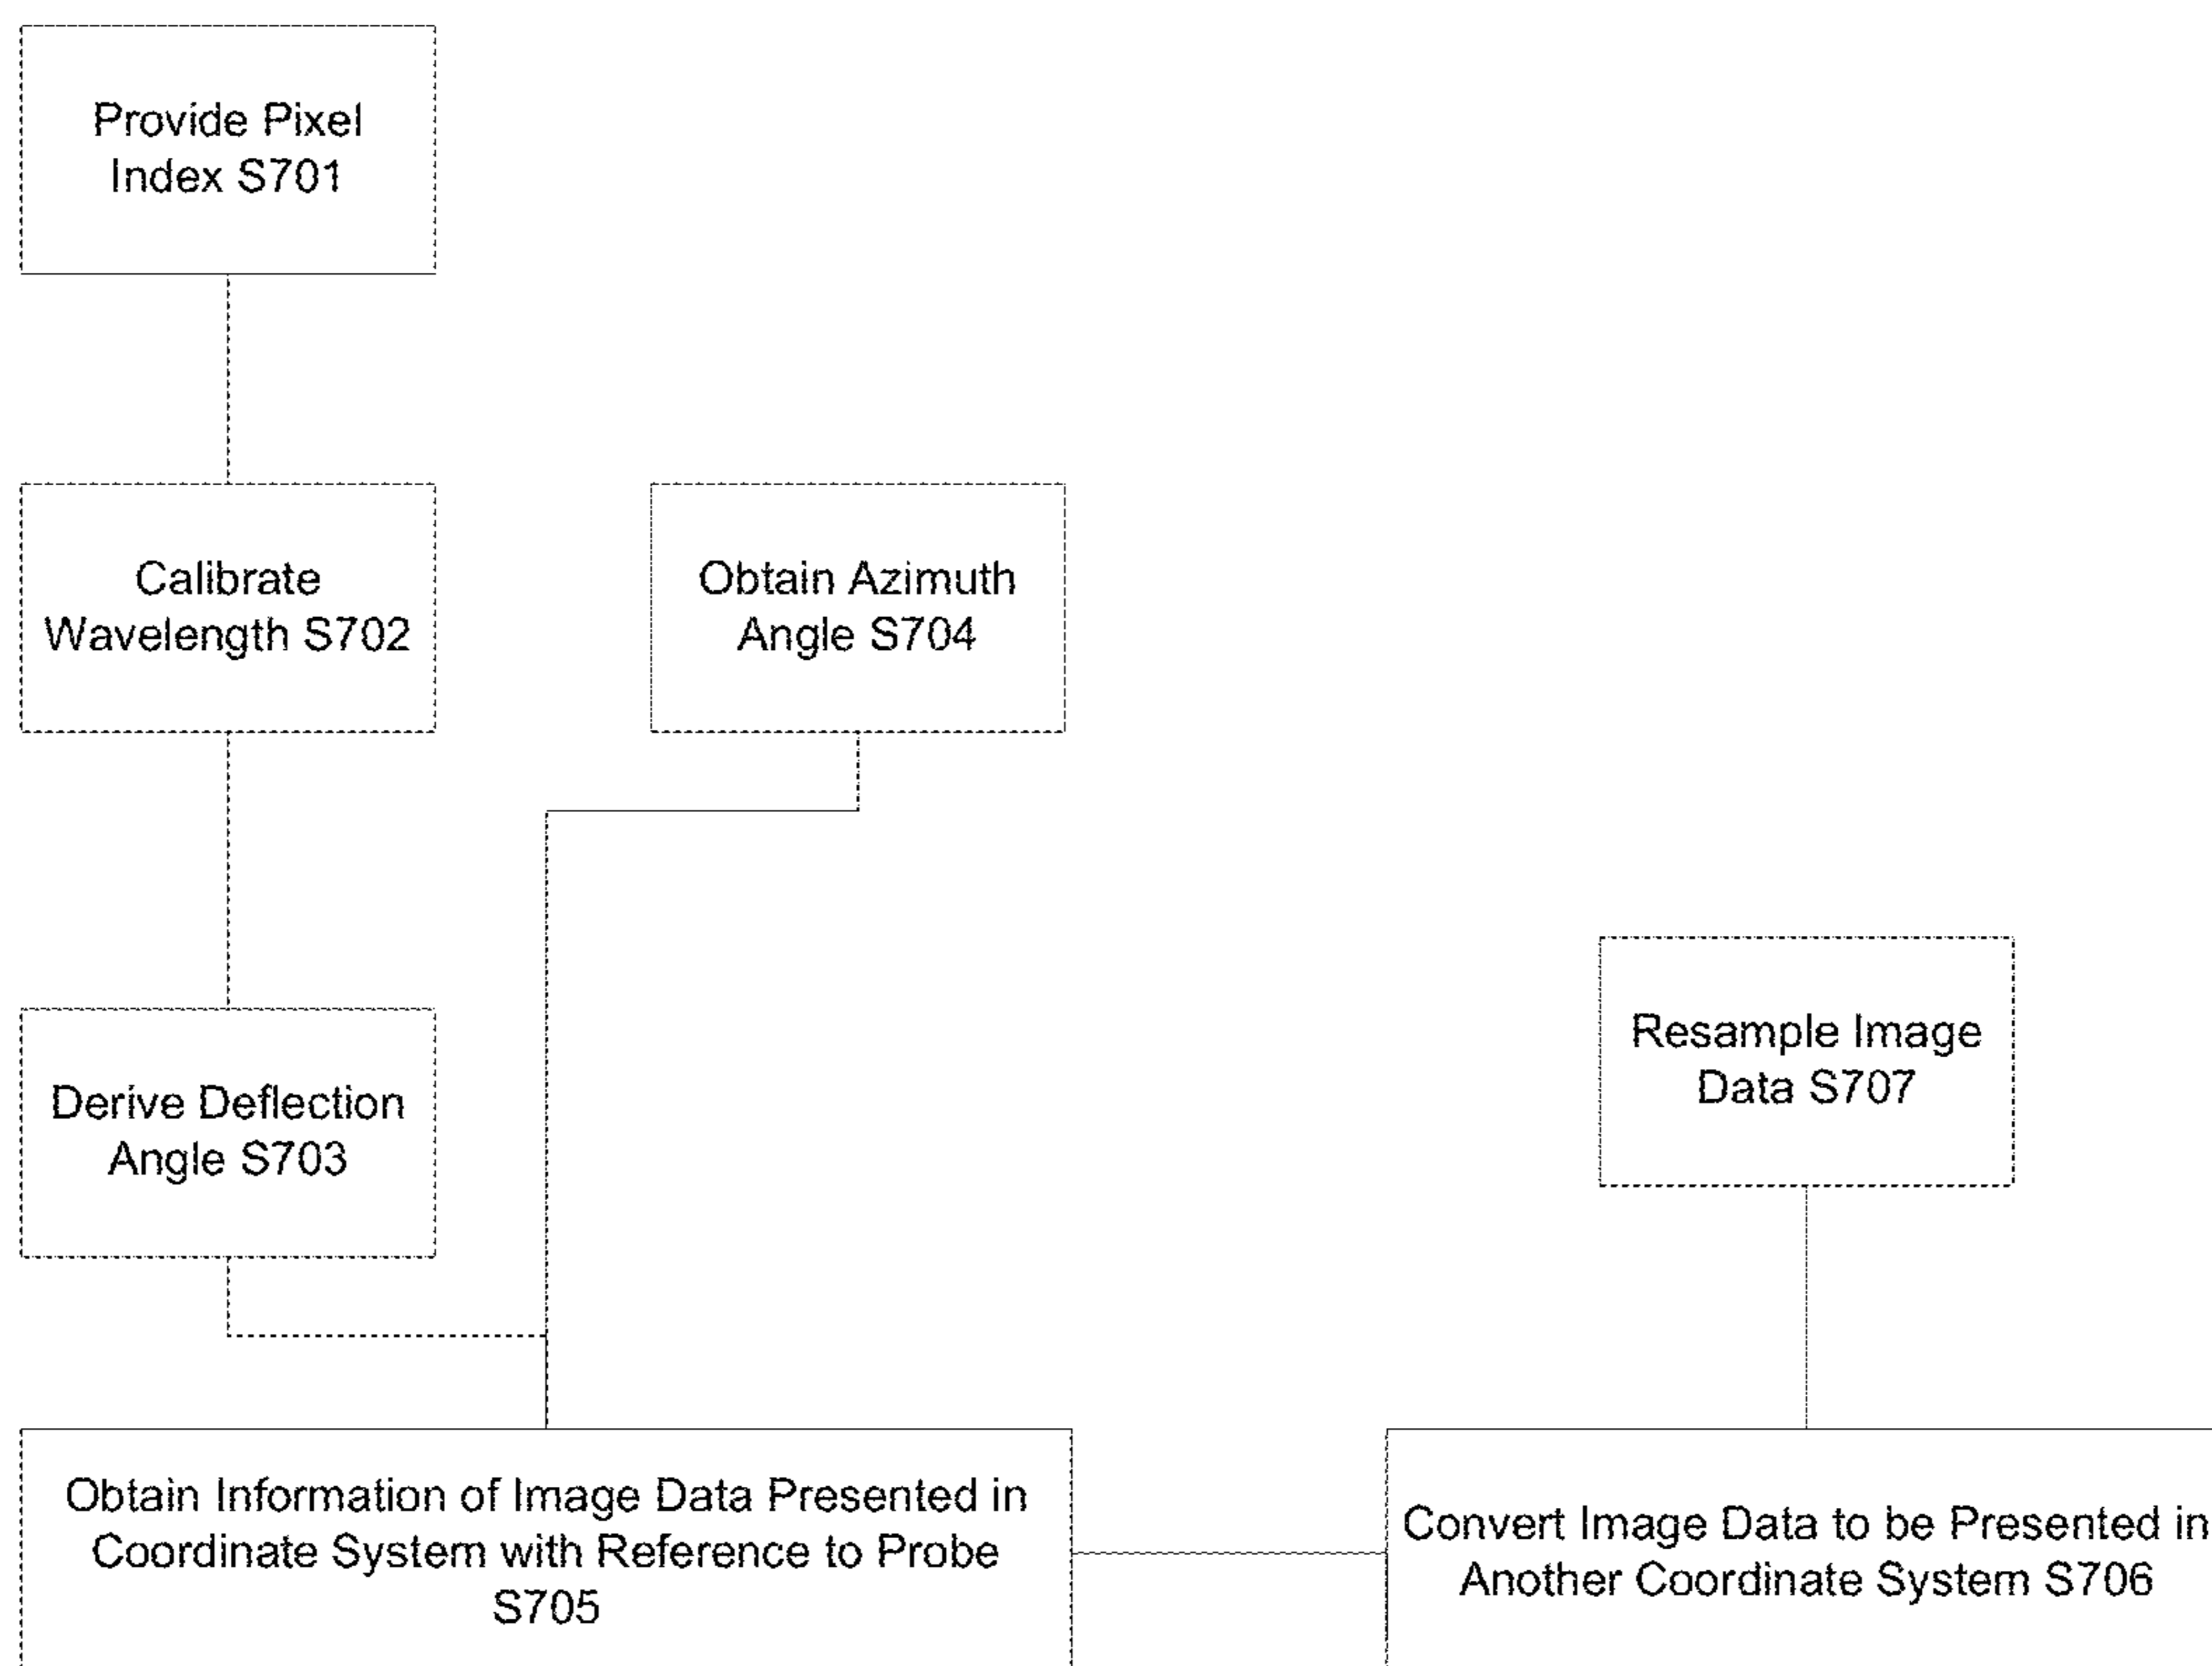 Provide Pixel
Index S701
Calibrate
Wavelength S702
Obtain Azimuth
Angle S704
Derive Deflection
Angle S703
Resample Image
Data S707
Obtain Information of Image Data Presented in
Coordinate System with Reference to Probe
S705
Convert Image Data to be Presented in
Another Coordinate System S706